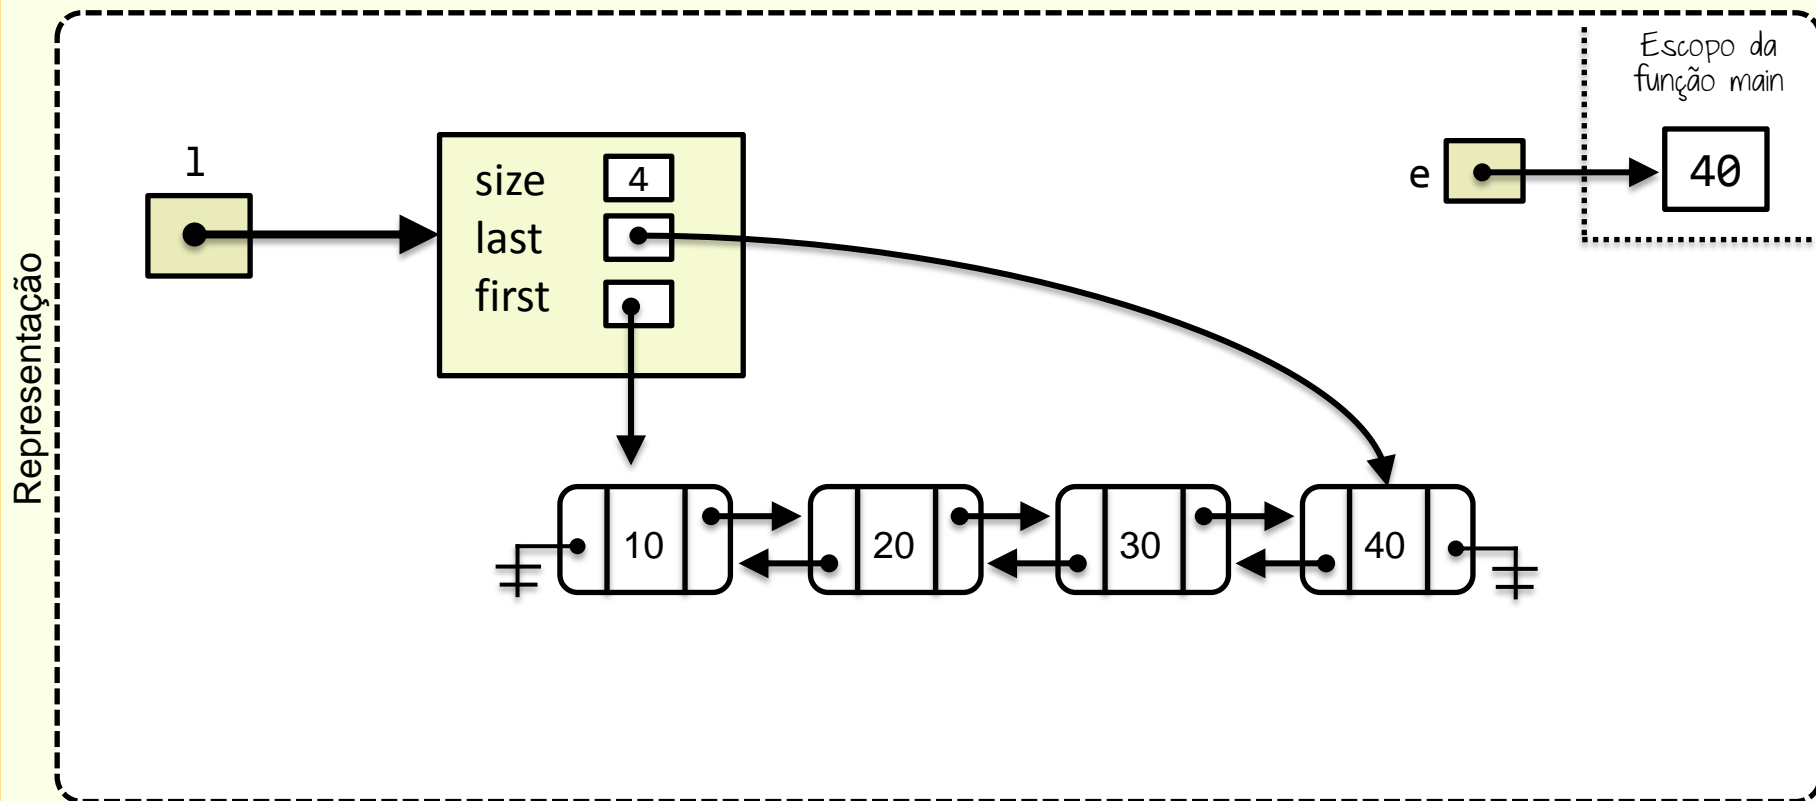 Representação
Escopo da
função main
l
size 4
last
first
e
40
10 20 30 40